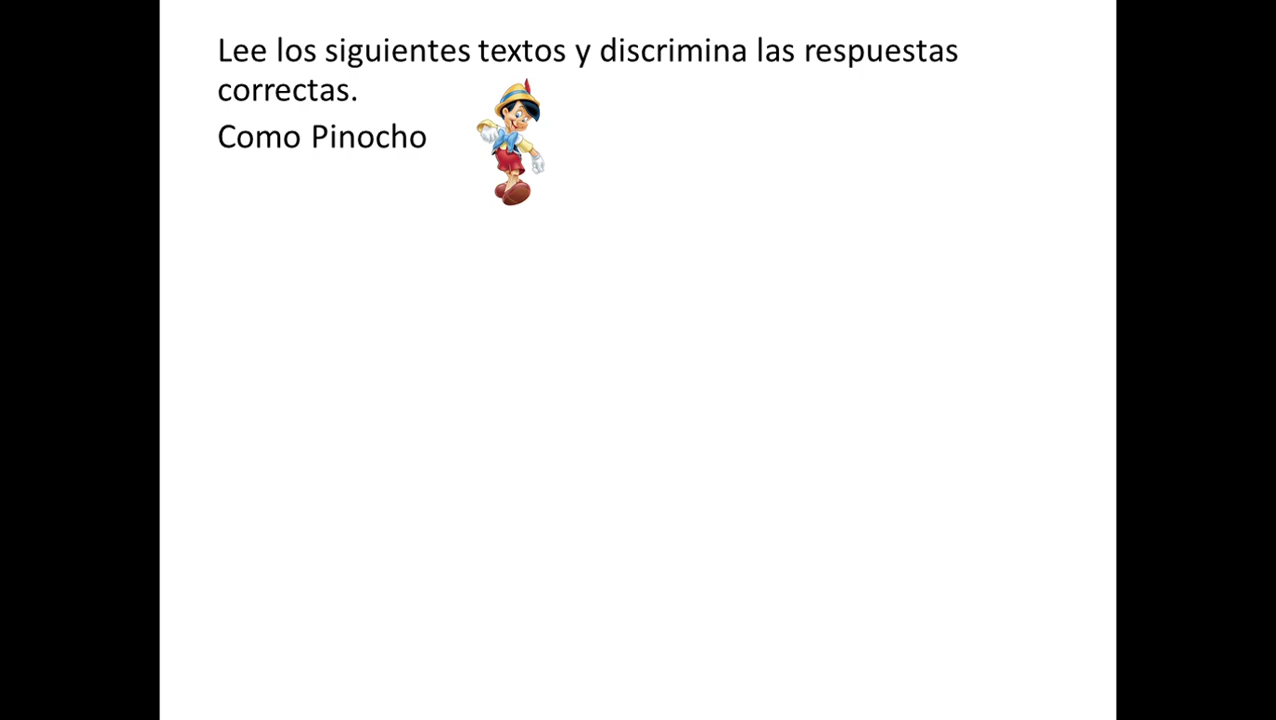 Lee los siguientes textos y discrimina las respuestas
correctas.
Como Pinocho